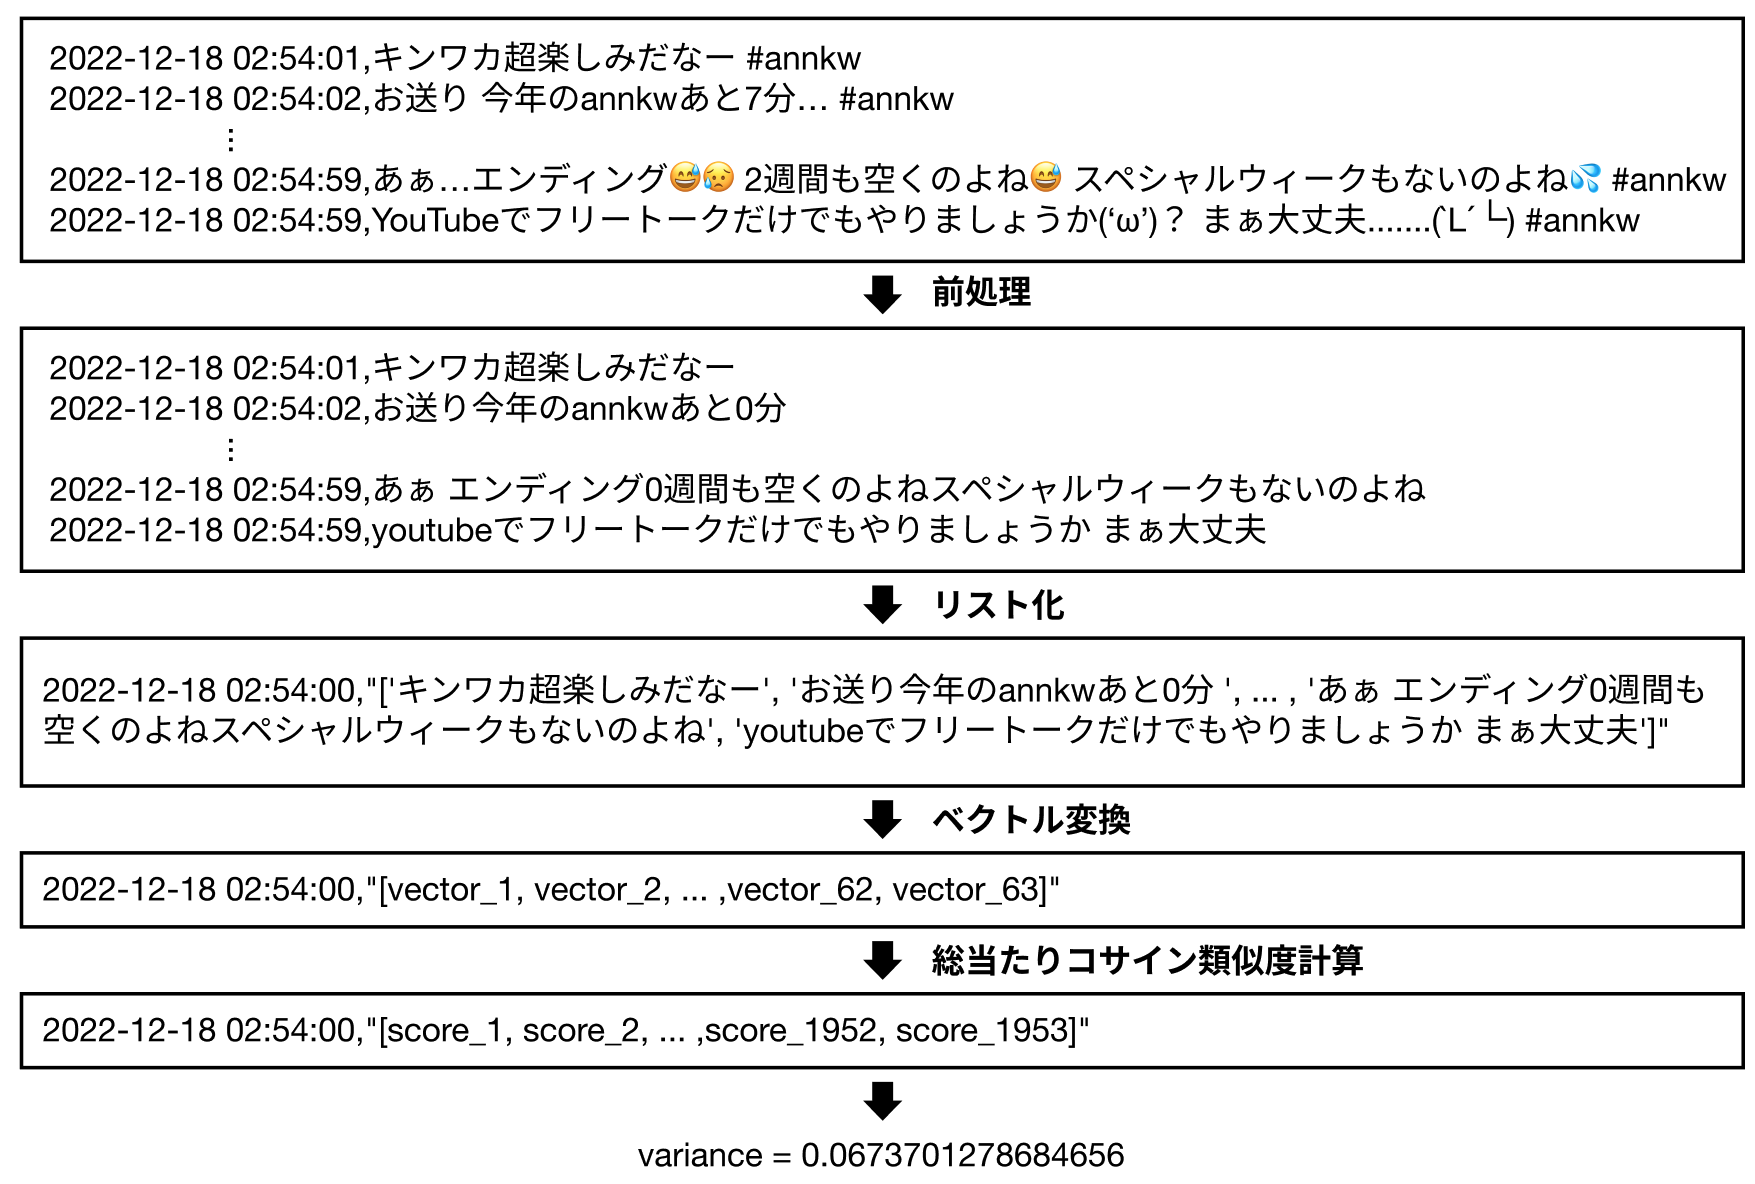 2022-12-18 02:54:01,キンワカ超楽しみだなー #annkw
2022-12-18 02:54:02,お送り 今年のannkwあと7分… #annkw
⋮
2022-12-18 02:54:59,あぁ…エンディング😅😥 2週間も空くのよね😅 スペシャルウィークもないのよね💦 #annkw
2022-12-18 02:54:59,YouTubeでフリートークだけでもやりましょうか(‘ω’)？ まぁ大丈夫.......(`L´└) #annkw
前処理
2022-12-18 02:54:01,キンワカ超楽しみだなー
2022-12-18 02:54:02,お送り今年のannkwあと0分
⋮
2022-12-18 02:54:59,あぁ エンディング0週間も空くのよねスペシャルウィークもないのよね
2022-12-18 02:54:59,youtubeでフリートークだけでもやりましょうか まぁ大丈夫
リスト化
2022-12-18 02:54:00,"['キンワカ超楽しみだなー', 'お送り今年のannkwあと0分 ', ... , 'あぁ エンディング0週間も
空くのよねスペシャルウィークもないのよね', 'youtubeでフリートークだけでもやりましょうか まぁ大丈夫']"
ベクトル変換
2022-12-18 02:54:00,"[vector_1, vector_2, ... ,vector_62, vector_63]"
総当たりコサイン類似度計算
2022-12-18 02:54:00,"[score_1, score_2, ... ,score_1952, score_1953]"
variance = 0.0673701278684656